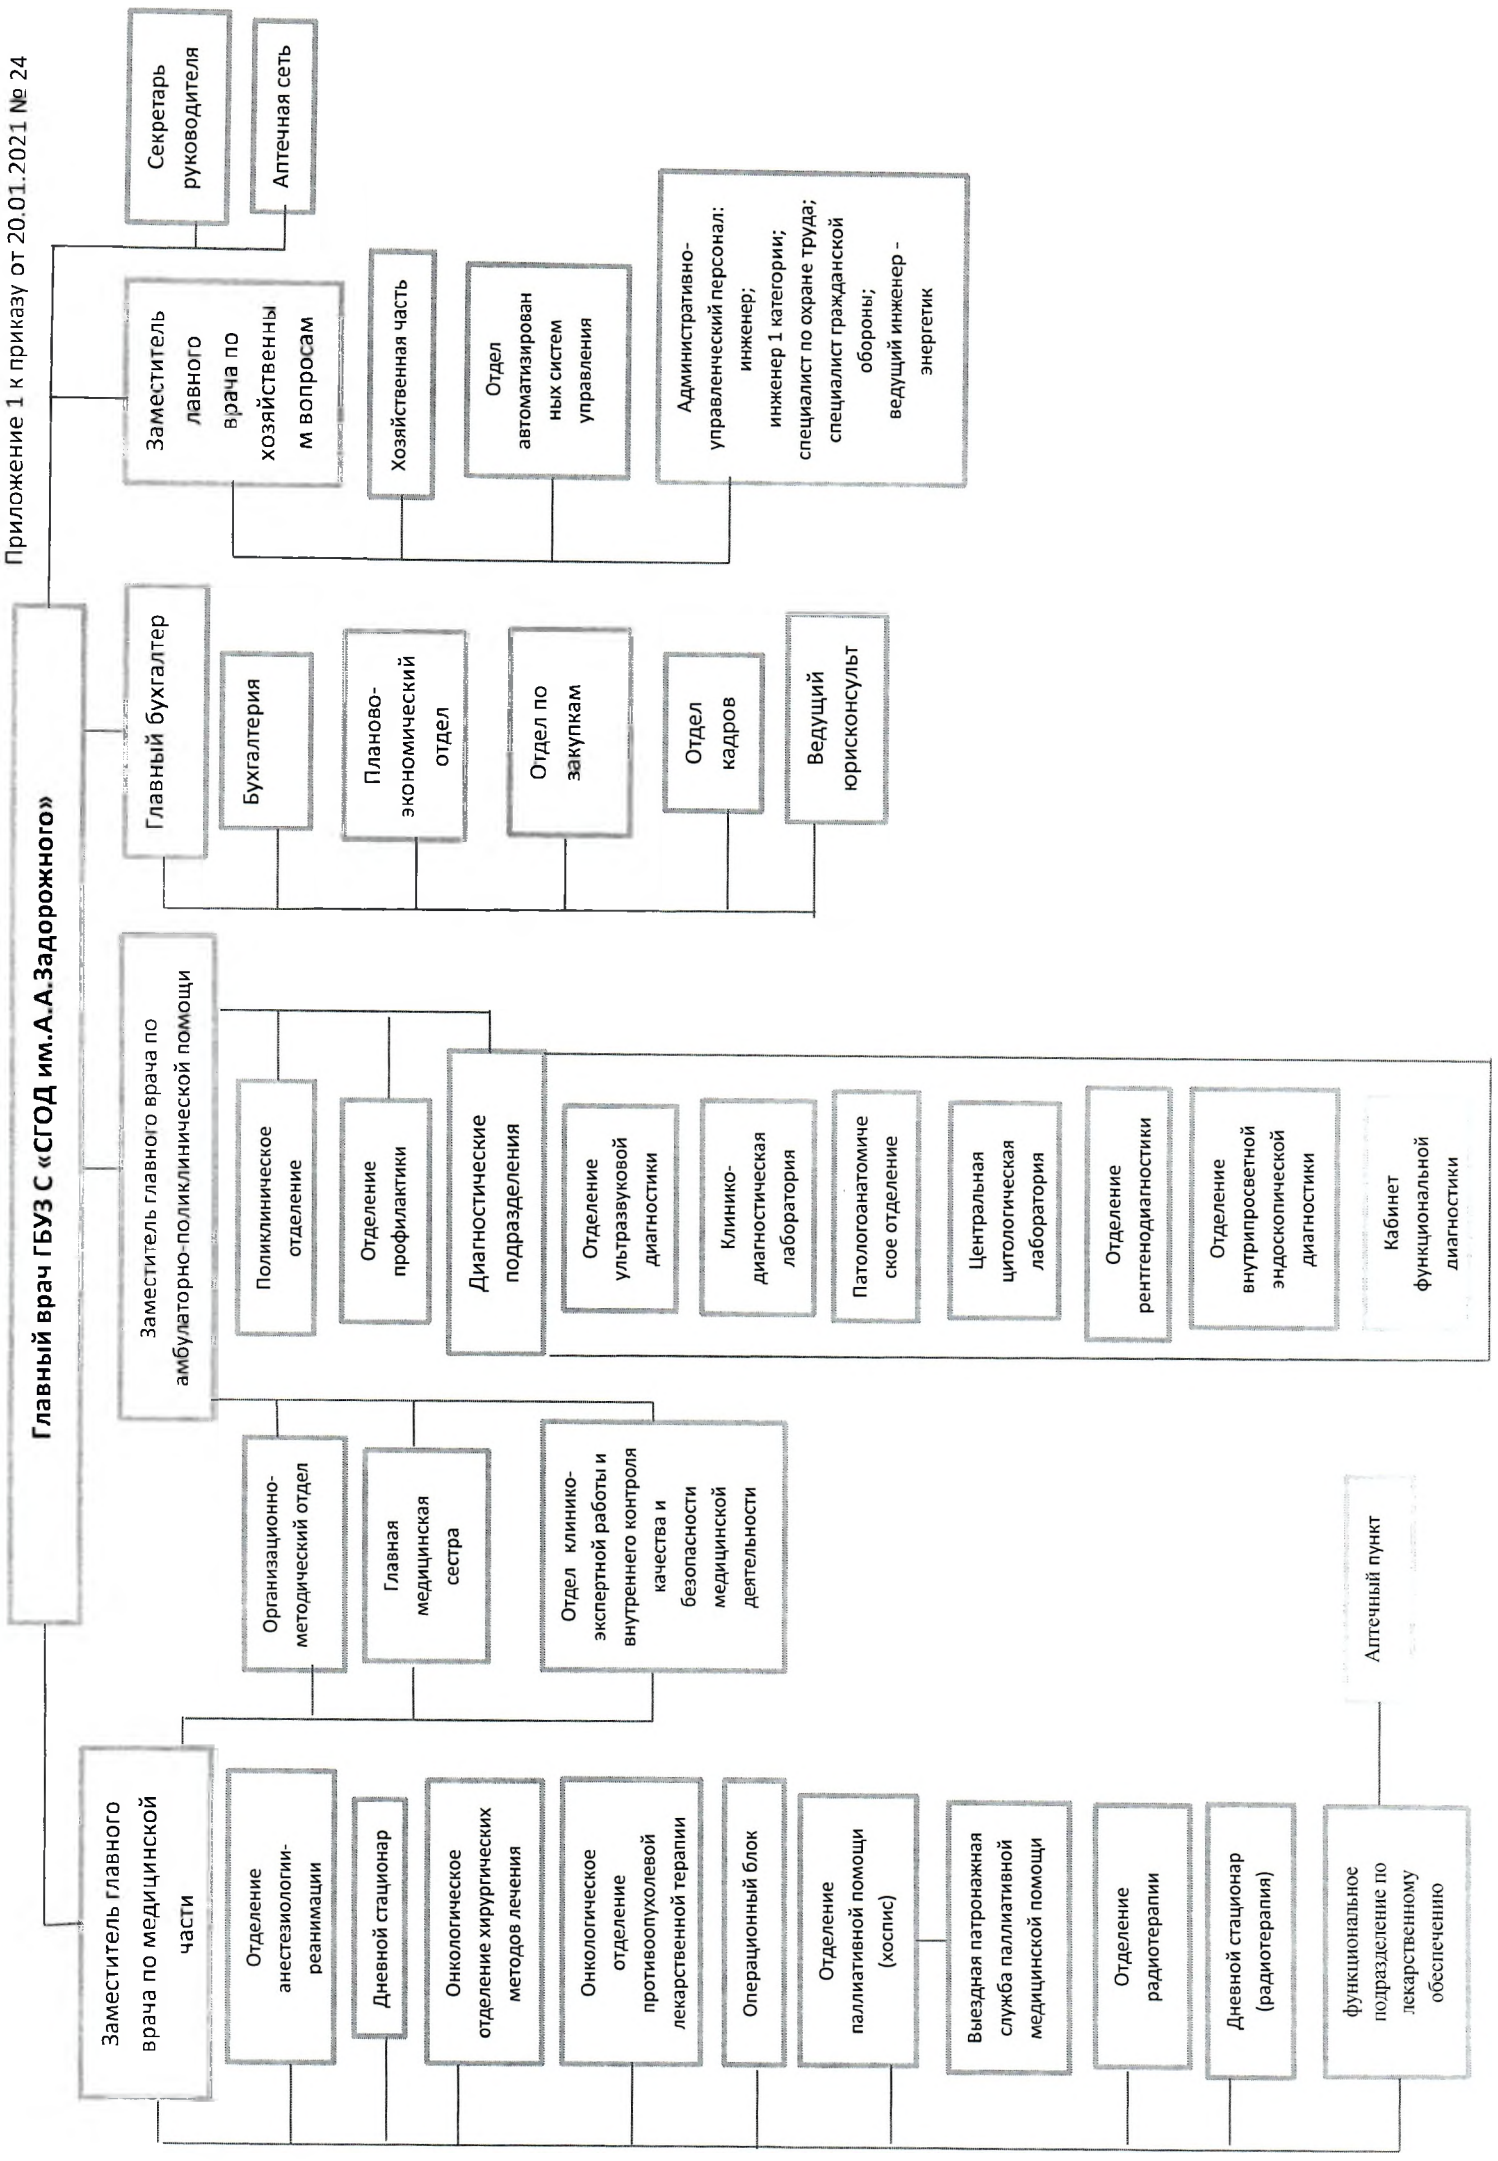 Приложение 1 к приказу от 20.01.2021 № 24
Главный врач ГБУЗ С «СГОД им.А.А.Задорожного»
Заместитель главного
врача по медицинской
части
Отделение
анестезиологии-
реанимации
Дневной стационар
Онкологическое
отделение хирургических
методов лечения
Онкологическое
отделение
противоопухолевой
лекарственной терапии
Операционный блок
Отделение
паллиативной помощи
(хоспис)
Выездная патронажная
служба паллиативной
медицинской помощи
Отделение
радиотерапии
Дневной стационар
(радиотерапия)
функциональное
подразделение по
лекарственному
обеспечению
Аптечный пункт
Организационно-
методический отдел
Главная
медицинская
сестра
Отдел клинико-
экспертной работы и
внутреннего контроля
качества и
безопасности
медицинской
деятельности
Заместитель главного врача по
амбулаторно-поликлинической помощи
Поликлиническое
отделение
Отделение
профилактики
Диагностические
подразделения
Отделение
ультразвуковой
диагностики
Клинико-
диагностическая
лаборатория
Патологоанатомиче
ское отделение
Центральная
цитологическая
лаборатория
Отделение
рентгенодиагностики
Отделение
внутрипросветной
эндоскопической
диагностики
Кабинет
функциональной
диагностики
Главный бухгалтер
Бухгалтерия
Планово-
экономический
отдел
Отдел по
закупкам
Отдел
кадров
Ведущий
юрисконсульт
Заместитель
лавного
врача по
хозяйственны
м вопросам
Хозяйственная часть
Отдел
автоматизирован
ных систем
управления
Административно-
управленческий персонал:
инженер;
инженер 1 категории;
специалист по охране труда;
специалист гражданской
обороны;
ведущий инженер -
энергетик
Секретарь
руководителя
Аптечная сеть